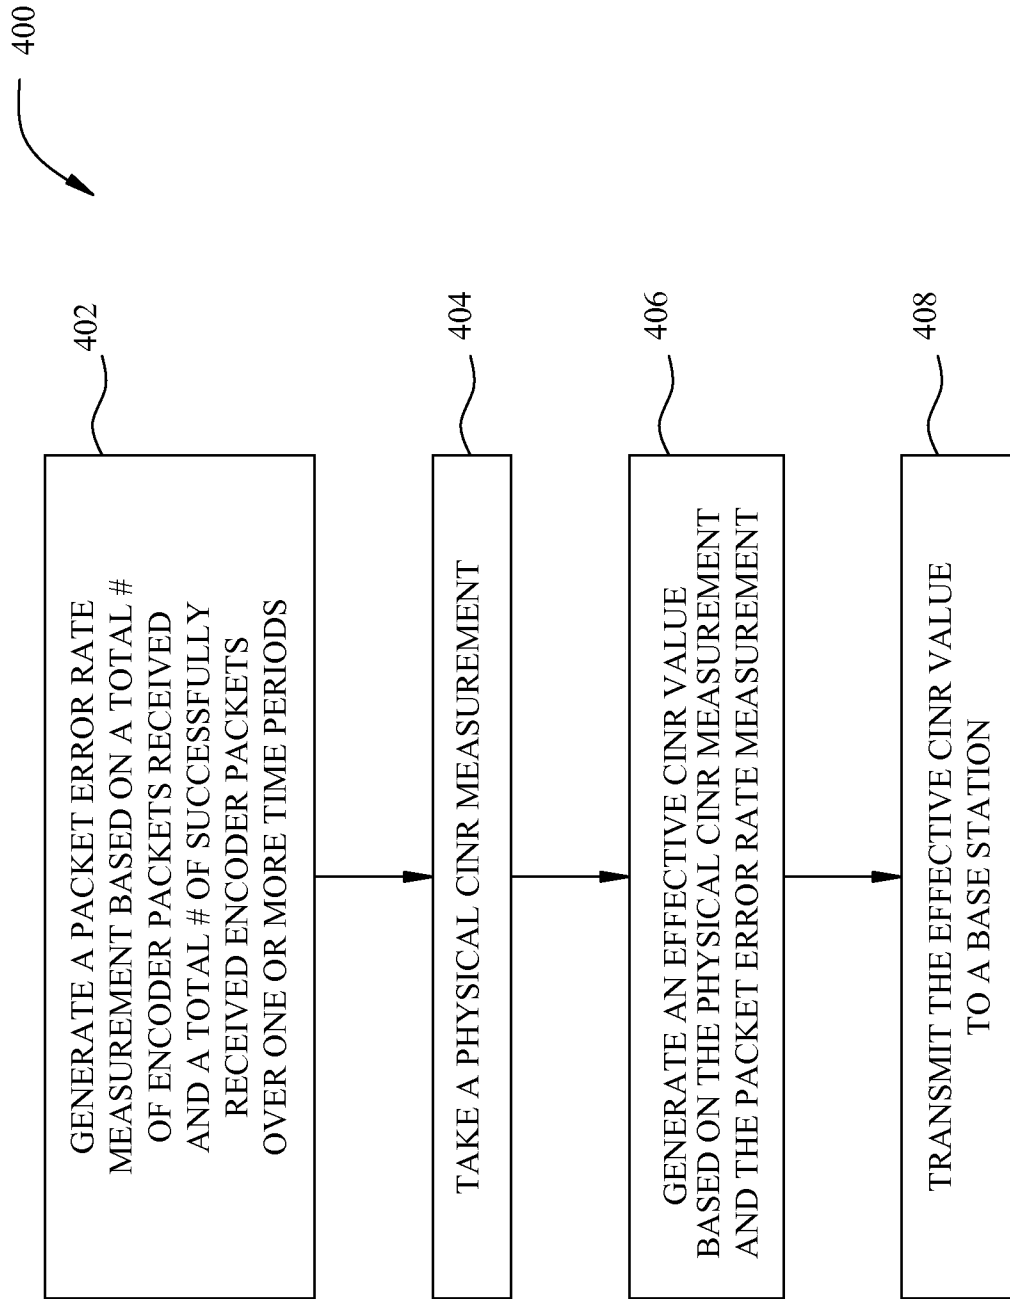 400
402
GENERATE A PACKET ERROR RATE
MEASUREMENT BASED ON A TOTAL #
OF ENCODER PACKETS RECEIVED
AND A TOTAL # OF SUCCESSFULLY
RECEIVED ENCODER PACKETS
OVER ONE OR MORE TIME PERIODS
404
TAKE A PHYSICAL CINR MEASUREMENT
406
GENERATE AN EFFECTIVE CINR VALUE
BASED ON THE PHYSICAL CINR MEASUREMENT
AND THE PACKET ERROR RATE MEASUREMENT
408
TRANSMIT THE EFFECTIVE CINR VALUE
TO A BASE STATION